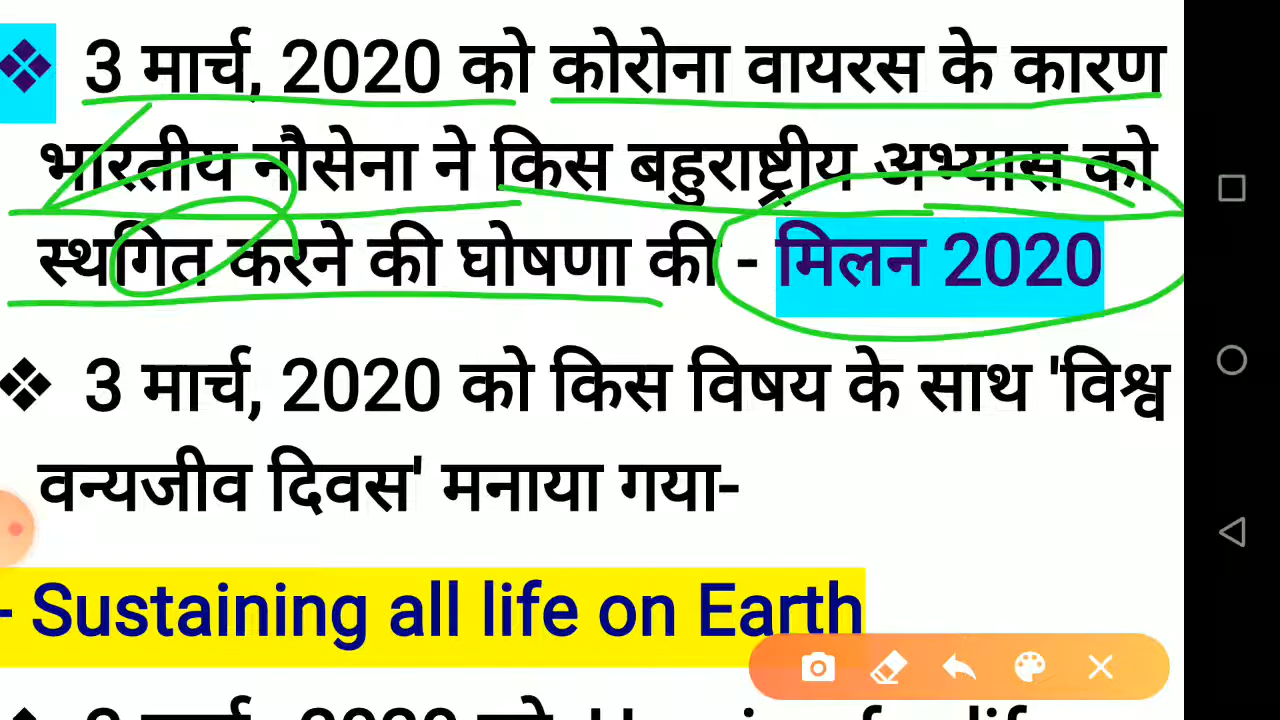 ❖ 3 मार्च, 2020 को कोरोना वायरस के कारण
भारतीय नौसेना ने किस बहुराष्ट्रीय अभ्यास को
स्थगित करने की घोषणा की - मिलन 2020
❖ 3 मार्च, 2020 को किस विषय के साथ 'विश्व
वन्यजीव दिवस' मनाया गया-
- Sustaining all life on Earth